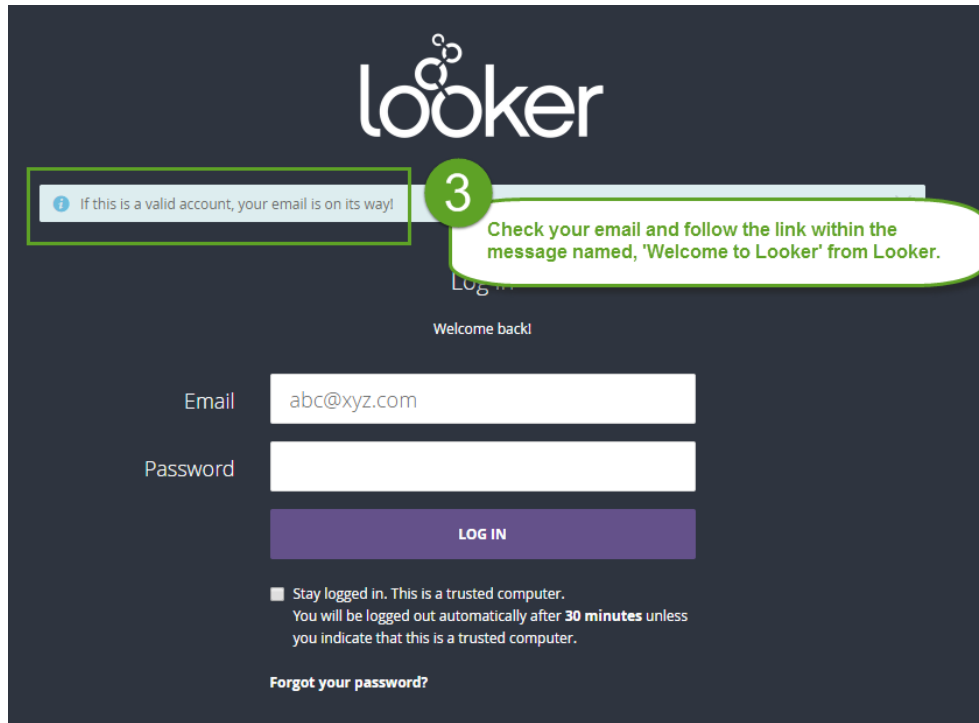 looker
If this is a valid account, your email is on its way!
3
Check your email and follow the link within the
message named, 'Welcome to Looker' from Looker.
Log in
Welcome back!
Email
abc@xyz.com
Password
LOG IN
Stay logged in. This is a trusted computer.
You will be logged out automatically after 30 minutes unless
you indicate that this is a trusted computer.
Forgot your password?